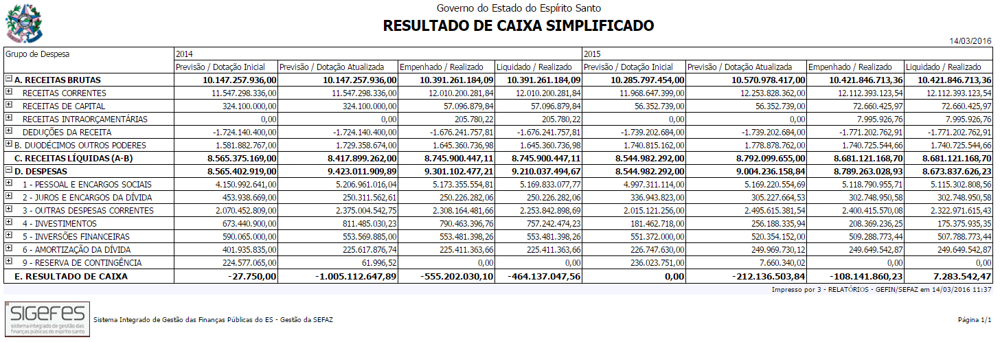 Governo do Estado do Espírito Santo
RESULTADO DE CAIXA SIMPLIFICADO
14/03/2016
Grupo de Despesa 2014 2015
Previsão / Dotação Inicial Previsão / Dotação Atualizada Empenhado / Realizado Liquidado / Realizado Previsão / Dotação Inicial Previsão / Dotação Atualizada Empenhado / Realizado Liquidado / Realizado
A. RECEITAS BRUTAS 10.147.257.936,00 10.147.257.936,00 10.391.261.184,09 10.391.261.184,09 10.285.797.454,00 10.570.978.417,00 10.421.846.713,36 10.421.846.713,36
RECEITAS CORRENTES 11.547.298.336,00 11.547.298.336,00 12.010.200.281,84 12.010.200.281,84 11.968.647.399,00 12.253.828.362,00 12.112.393.123,54 12.112.393.123,54
RECEITAS DE CAPITAL 324.100.000,00 324.100.000,00 57.096.879,84 57.096.879,84 56.352.739,00 56.352.739,00 72.660.425,97 72.660.425,97
RECEITAS INTRAORÇAMENTÁRIAS 0,00 0,00 205.780,22 205.780,22 0,00 0,00 7.995.926,76 7.995.926,76
DEDUÇÕES DA RECEITA -1.724.140.400,00 -1.724.140.400,00 -1.676.241.757,81 -1.676.241.757,81 -1.739.202.684,00 -1.739.202.684,00 -1.771.202.762,91 -1.771.202.762,91
B. DUODÉCIMOS OUTROS PODERES 1.581.882.767,00 1.729.358.674,00 1.645.360.736,98 1.645.360.736,98 1.740.815.162,00 1.778.878.762,00 1.740.725.544,66 1.740.725.544,66
C. RECEITAS LÍQUIDAS (A-B) 8.565.375.169,00 8.417.899.262,00 8.745.900.447,11 8.745.900.447,11 8.544.982.292,00 8.792.099.655,00 8.681.121.168,70 8.681.121.168,70
D. DESPESAS 8.565.402.919,00 9.423.011.909,89 9.301.102.477,21 9.210.037.494,67 8.544.982.292,00 9.004.236.158,84 8.789.263.028,93 8.673.837.626,23
1 - PESSOAL E ENCARGOS SOCIAIS 4.150.992.641,00 5.206.961.016,04 5.173.355.554,81 5.169.833.077,77 4.997.311.114,00 5.169.220.554,69 5.118.790.955,71 5.115.302.808,56
2 - JUROS E ENCARGOS DA DÍVIDA 453.938.669,00 250.311.562,61 250.226.282,06 250.226.282,06 336.943.823,00 305.227.664,53 302.748.950,58 302.748.950,58
3 - OUTRAS DESPESAS CORRENTES 2.070.452.809,00 2.375.004.542,75 2.308.164.481,66 2.253.842.898,69 2.015.121.256,00 2.495.615.381,54 2.400.415.570,08 2.322.971.615,43
4 - INVESTIMENTOS 673.440.900,00 811.485.030,23 790.463.396,76 757.242.474,23 181.462.718,00 256.188.335,94 208.369.236,25 175.375.935,35
5 - INVERSÕES FINANCEIRAS 590.065.000,00 553.569.885,00 553.481.398,26 553.481.398,26 551.372.000,00 520.354.152,00 509.288.773,44 507.788.773,44
6 - AMORTIZAÇÃO DA DÍVIDA 401.935.835,00 225.617.876,74 225.411.363,66 225.411.363,66 226.747.630,00 249.969.730,12 249.649.542,87 249.649.542,87
9 - RESERVA DE CONTINGÊNCIA 224.577.065,00 61.996,52 0,00 0,00 236.023.751,00 7.660.340,02 0,00 0,00
E. RESULTADO DE CAIXA -27.750,00 -1.005.112.647,89 -555.202.030,10 -464.137.047,56 0,00 -212.136.503,84 -108.141.860,23 7.283.542,47
Impresso por 3 - RELATÓRIOS - GEFIN/SEFAZ em 14/03/2016 11:37
SIGEFES
sistema integrado de gestão das
finanças públicas do espírito santo
Sistema Integrado de Gestão das Finanças Públicas do ES - Gestão da SEFAZ
Página 1/1